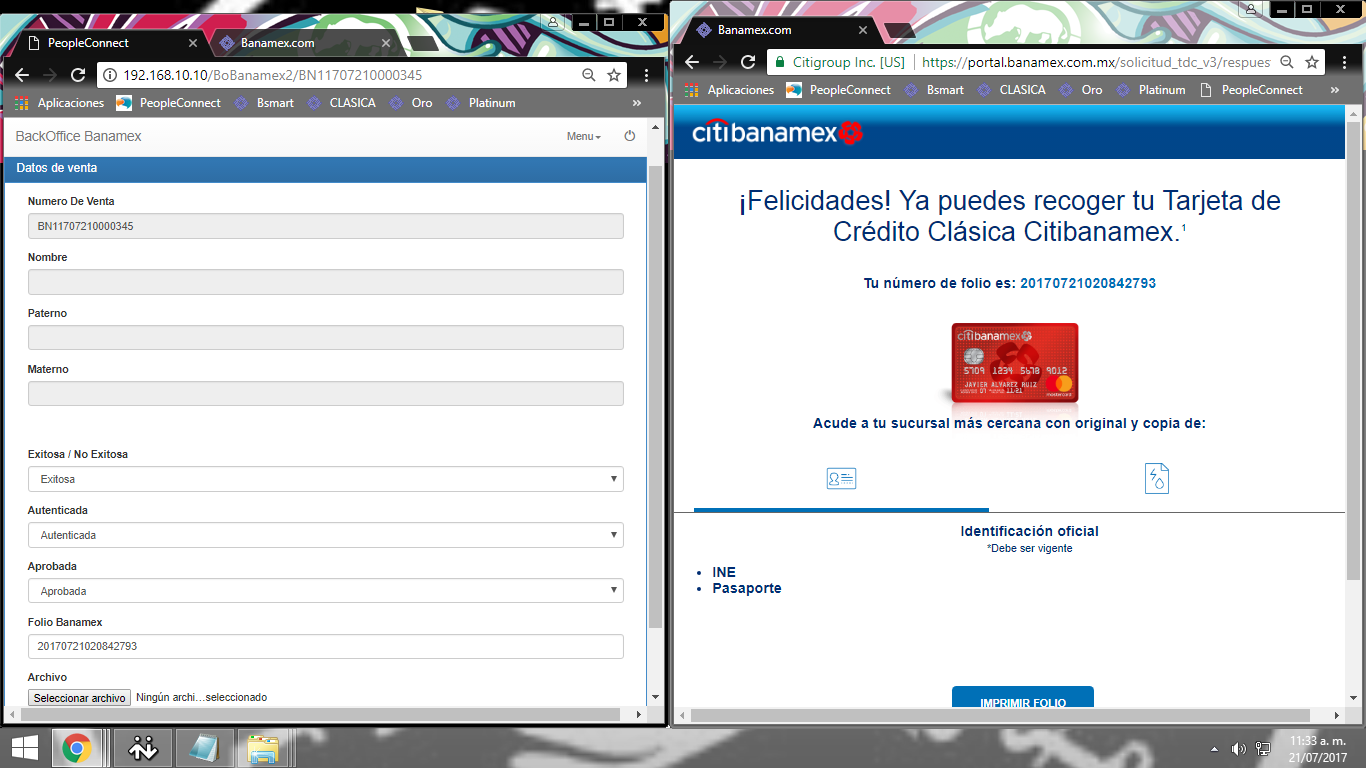 PeopleConnect
Banamex.com
192.168.10.10/BoBanamex2/BN11707210000345
Aplicaciones PeopleConnect Bsmart CLASICA Oro Platinum »
BackOffice Banamex Menu
Datos de venta
Numero De Venta
BN11707210000345
Nombre
Paterno
Materno
Exitosa / No Exitosa
Exitosa
Autenticada
Autenticada
Aprobada
Aprobada
Folio Banamex
20170721020842793
Archivo
Seleccionar archivo Ningún archi...seleccionado
Banamex.com
Citigroup Inc. [US] https://portal.banamex.com.mx/solicitud_tdc_v3/respues
Aplicaciones PeopleConnect Bsmart CLASICA Oro Platinum PeopleConnect »
citibanamex
¡Felicidades! Ya puedes recoger tu Tarjeta de
Crédito Clásica Citibanamex.1
Tu número de folio es: 20170721020842793
citibanamex
5709 1234 5678 9012
JAVIER ALVAREZ RUIZ
07 11/21
mastercard
Acude a tu sucursal más cercana con original y copia de:
Identificación oficial
*Debe ser vigente
• INE
• Pasaporte
IMPRIMIR FOLIO
11:33 a. m.
21/07/2017